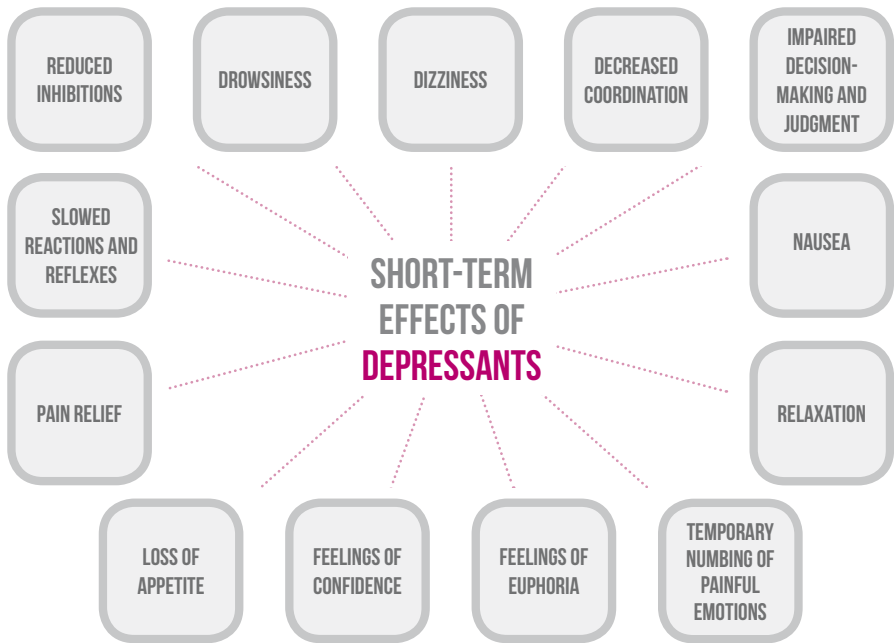 REDUCED
INHIBITIONS
DROWSINESS
DIZZINESS
DECREASED
COORDINATION
IMPAIRED
DECISION-
MAKING AND
JUDGMENT
SLOWED
REACTIONS AND
REFLEXES
SHORT-TERM
EFFECTS OF
DEPRESSANTS
NAUSEA
PAIN RELIEF
RELAXATION
LOSS OF
APPETITE
FEELINGS OF
CONFIDENCE
FEELINGS OF
EUPHORIA
TEMPORARY
NUMBING OF
PAINFUL
EMOTIONS